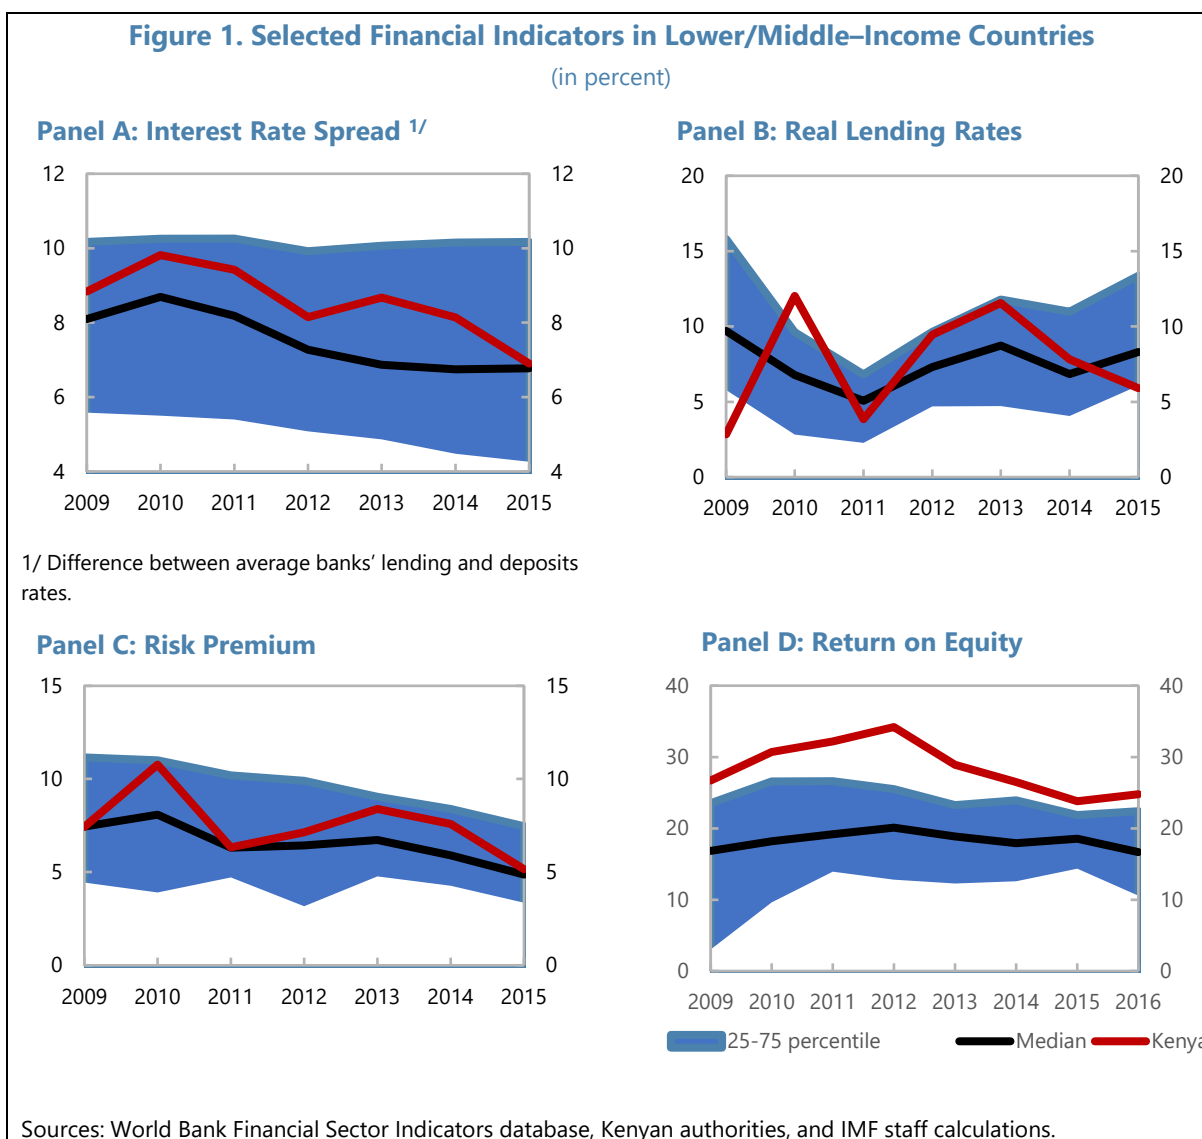 Figure 1. Selected Financial Indicators in Lower/Middle–Income Countries
(in percent)
Panel A: Interest Rate Spread 1/
12 12
10 10
8 8
6 6
4 4
2009 2010 2011 2012 2013 2014 2015
1/ Difference between average banks’ lending and deposits
rates.
Panel B: Real Lending Rates
20 20
15 15
10 10
5 5
0 0
2009 2010 2011 2012 2013 2014 2015
Panel C: Risk Premium
15 15
10 10
5 5
0 0
2009 2010 2011 2012 2013 2014 2015
Panel D: Return on Equity
40 40
30 30
20 20
10 10
0 0
2009 2010 2011 2012 2013 2014 2015 2016
25-75 percentile Median Kenya
Sources: World Bank Financial Sector Indicators database, Kenyan authorities, and IMF staff calculations.